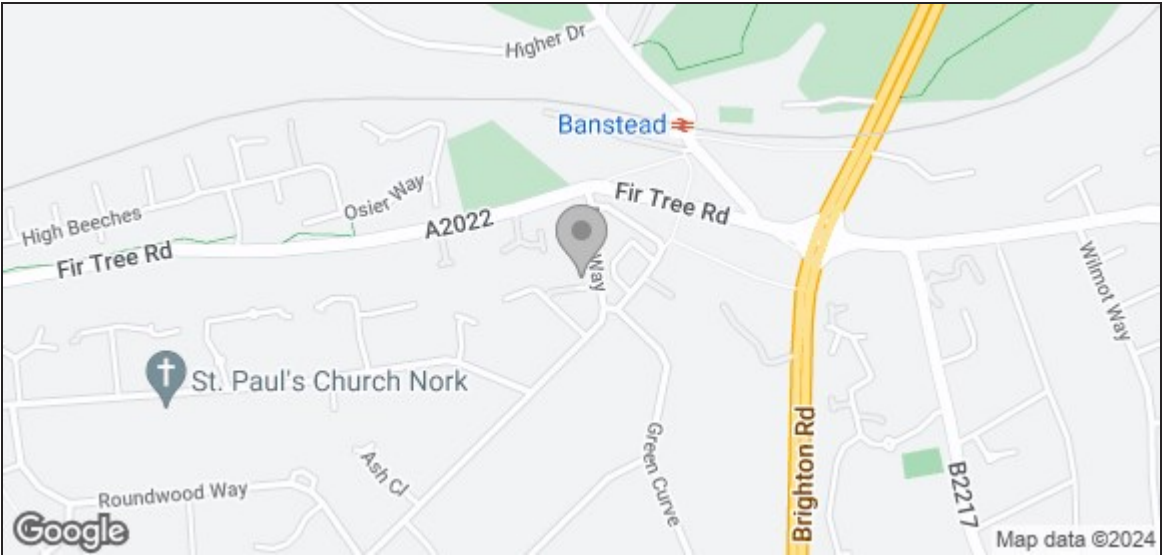 Higher Dr
Banstead
Osier Way
High Beeches
Fir Tree Rd
A2022
Fir Tree Rd
Way
Wilmot Way
St. Paul's Church Nork
Ash Cl
Green Curve
Roundwood Way
Brighton Rd
B2217
Google
Map data ©2024